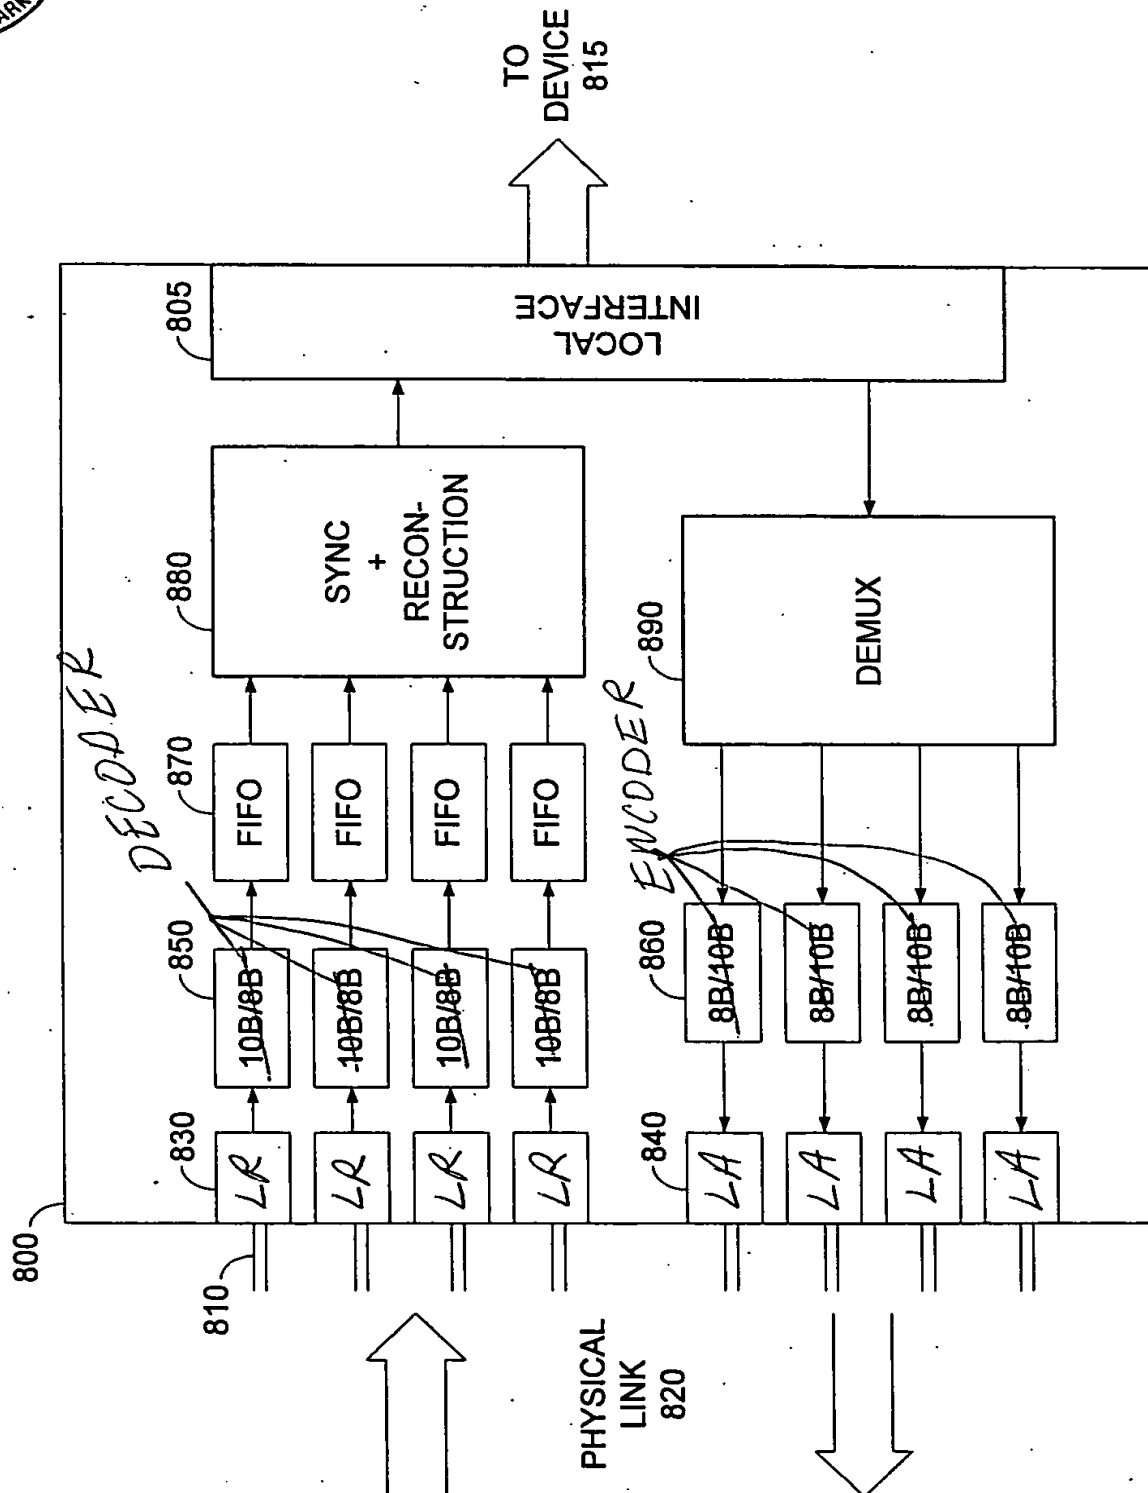 ARK
800
810
PHYSICAL
LINK
820
830
LR
LR
LR
LR
850
10B/8B
10B/8B
10B/8B
10B/8B
DECODER
870
FIFO
FIFO
FIFO
FIFO
880
SYNC
+
RECON-
STRUCTION
805
LOCAL
INTERFACE
TO
DEVICE
815
840
LA
LA
LA
LA
860
8B/10B
8B/10B
8B/10B
8B/10B
ENCODER
890
DEMUX